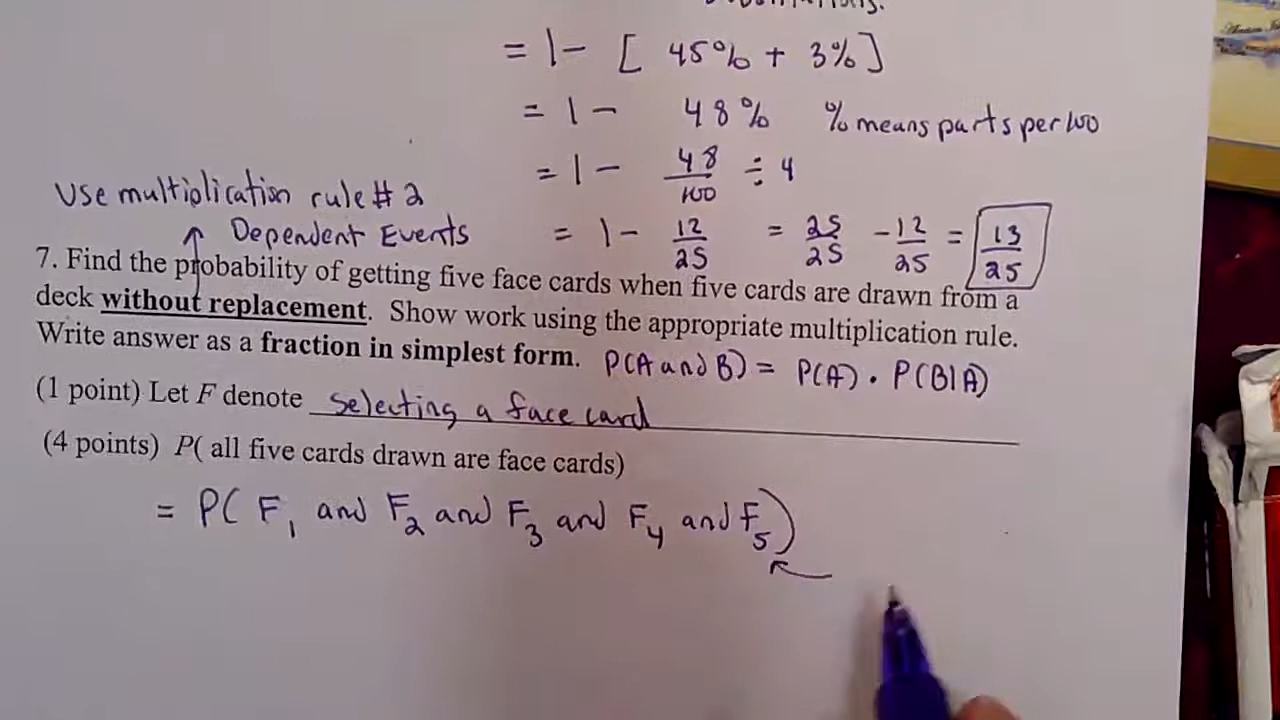 = 1 - [ 45% + 3% ]
= 1 - 48% % means parts per 100
= 1 - 48/100 ÷ 4
Use multiplication rule # 2
Dependent Events
= 1 - 12/25 = 25/25 - 12/25 = 13/25
7. Find the probability of getting five face cards when five cards are drawn from a
deck without replacement. Show work using the appropriate multiplication rule.
Write answer as a fraction in simplest form. P(A and B) = P(A) · P(B|A)
(1 point) Let F denote selecting a face card
(4 points) P( all five cards drawn are face cards)
= P( F₁ and F₂ and F₃ and F₄ and F₅)